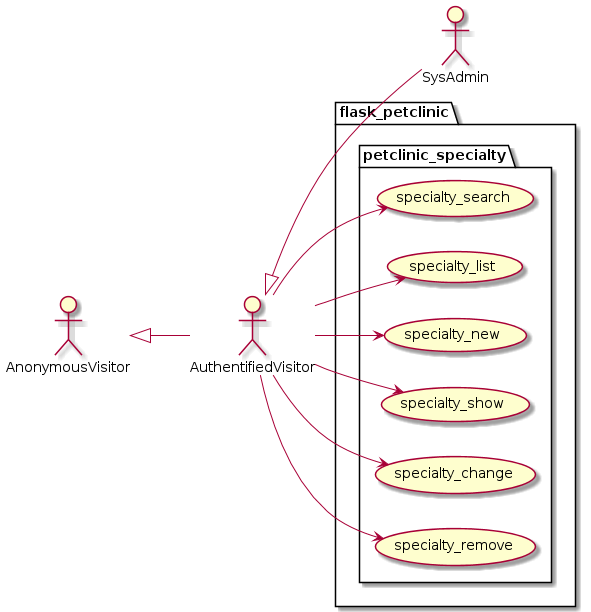 SysAdmin
flask_petclinic
petclinic_specialty
specialty_search
specialty_list
AnonymousVisitor
AuthentifiedVisitor
specialty_new
specialty_show
specialty_change
specialty_remove